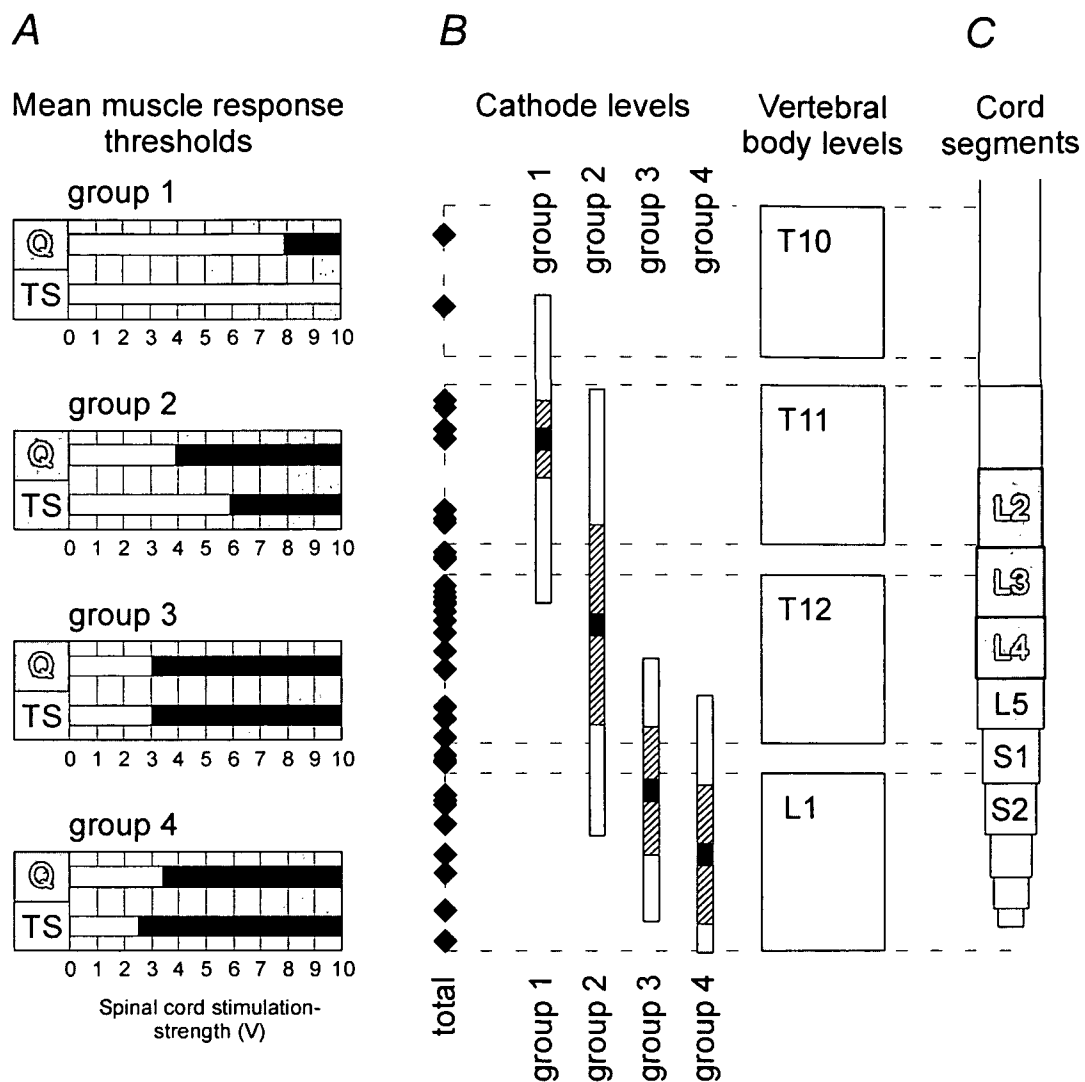 A
Mean muscle response
thresholds
group 1
Q
TS
0 1 2 3 4 5 6 7 8 9 10
group 2
Q
TS
0 1 2 3 4 5 6 7 8 9 10
group 3
Q
TS
0 1 2 3 4 5 6 7 8 9 10
group 4
Q
TS
0 1 2 3 4 5 6 7 8 9 10
Spinal cord stimulation-
strength (V)
B
Cathode levels
group 1
group 2
group 3
group 4
total
group 1
group 2
group 3
group 4
Vertebral
body levels
T10
T11
T12
L1
C
Cord
segments
L2
L3
L4
L5
S1
S2